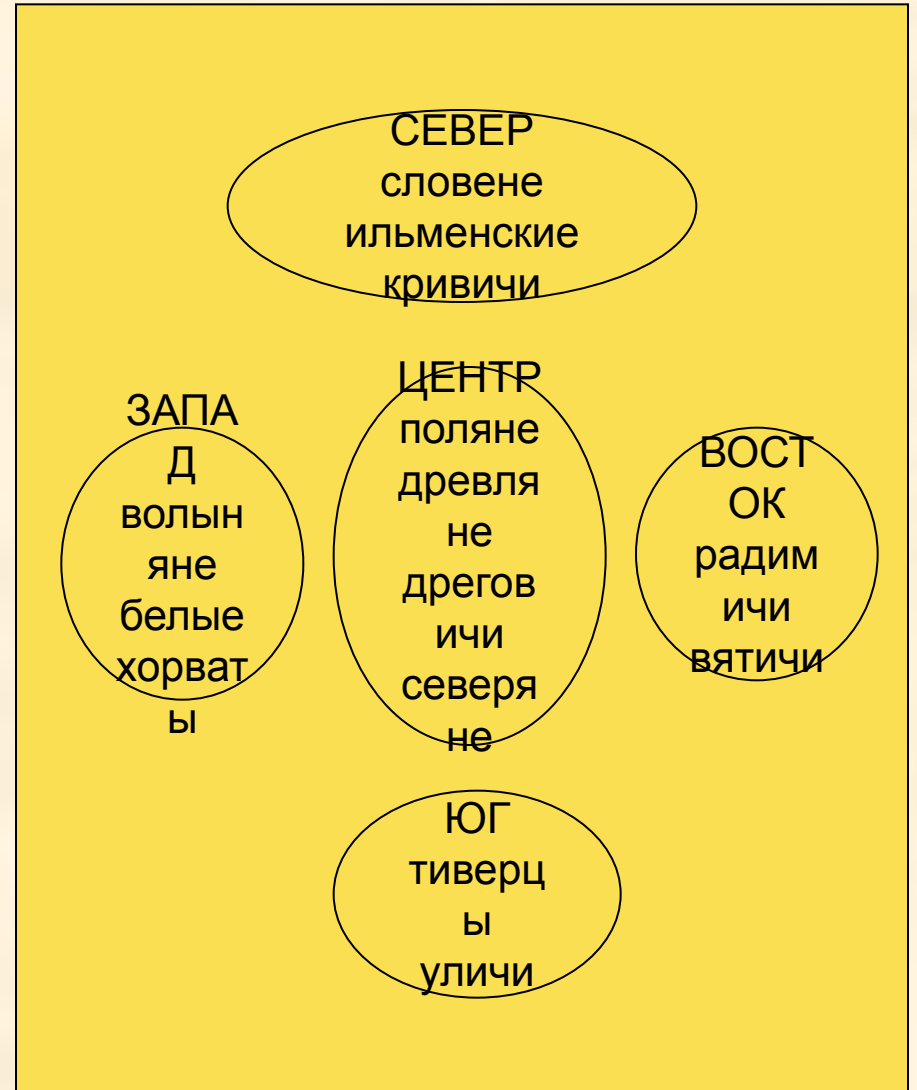 СЕВЕР
словене
ильменские
кривичи
ЗАПА
Д
волын
яне
белые
хорват
ы
ЦЕНТР
поляне
древля
не
дрегов
ичи
северя
не
ВОСТ
ОК
радим
ичи
вятичи
ЮГ
тиверц
ы
уличи